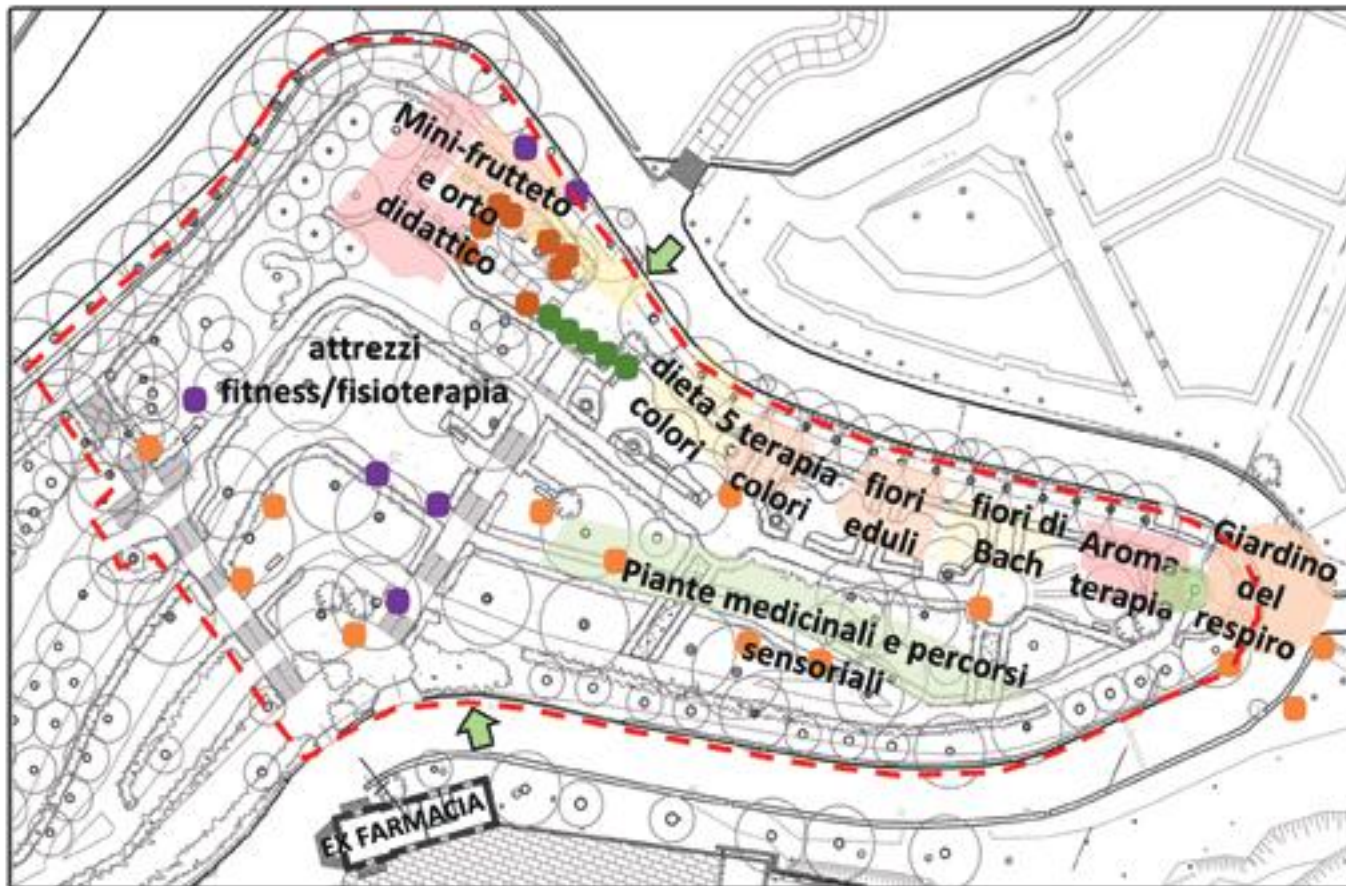 Mini-frutteto
e orto
didattico
attrezzi
fitness/fisioterapia
dieta 5
colori
terapia
colori
fiori
eduli
fiori di
Bach
Aroma
terapia
Giardino
del
respiro
Piante medicinali e percorsi
sensoriali
EX FARMACIA